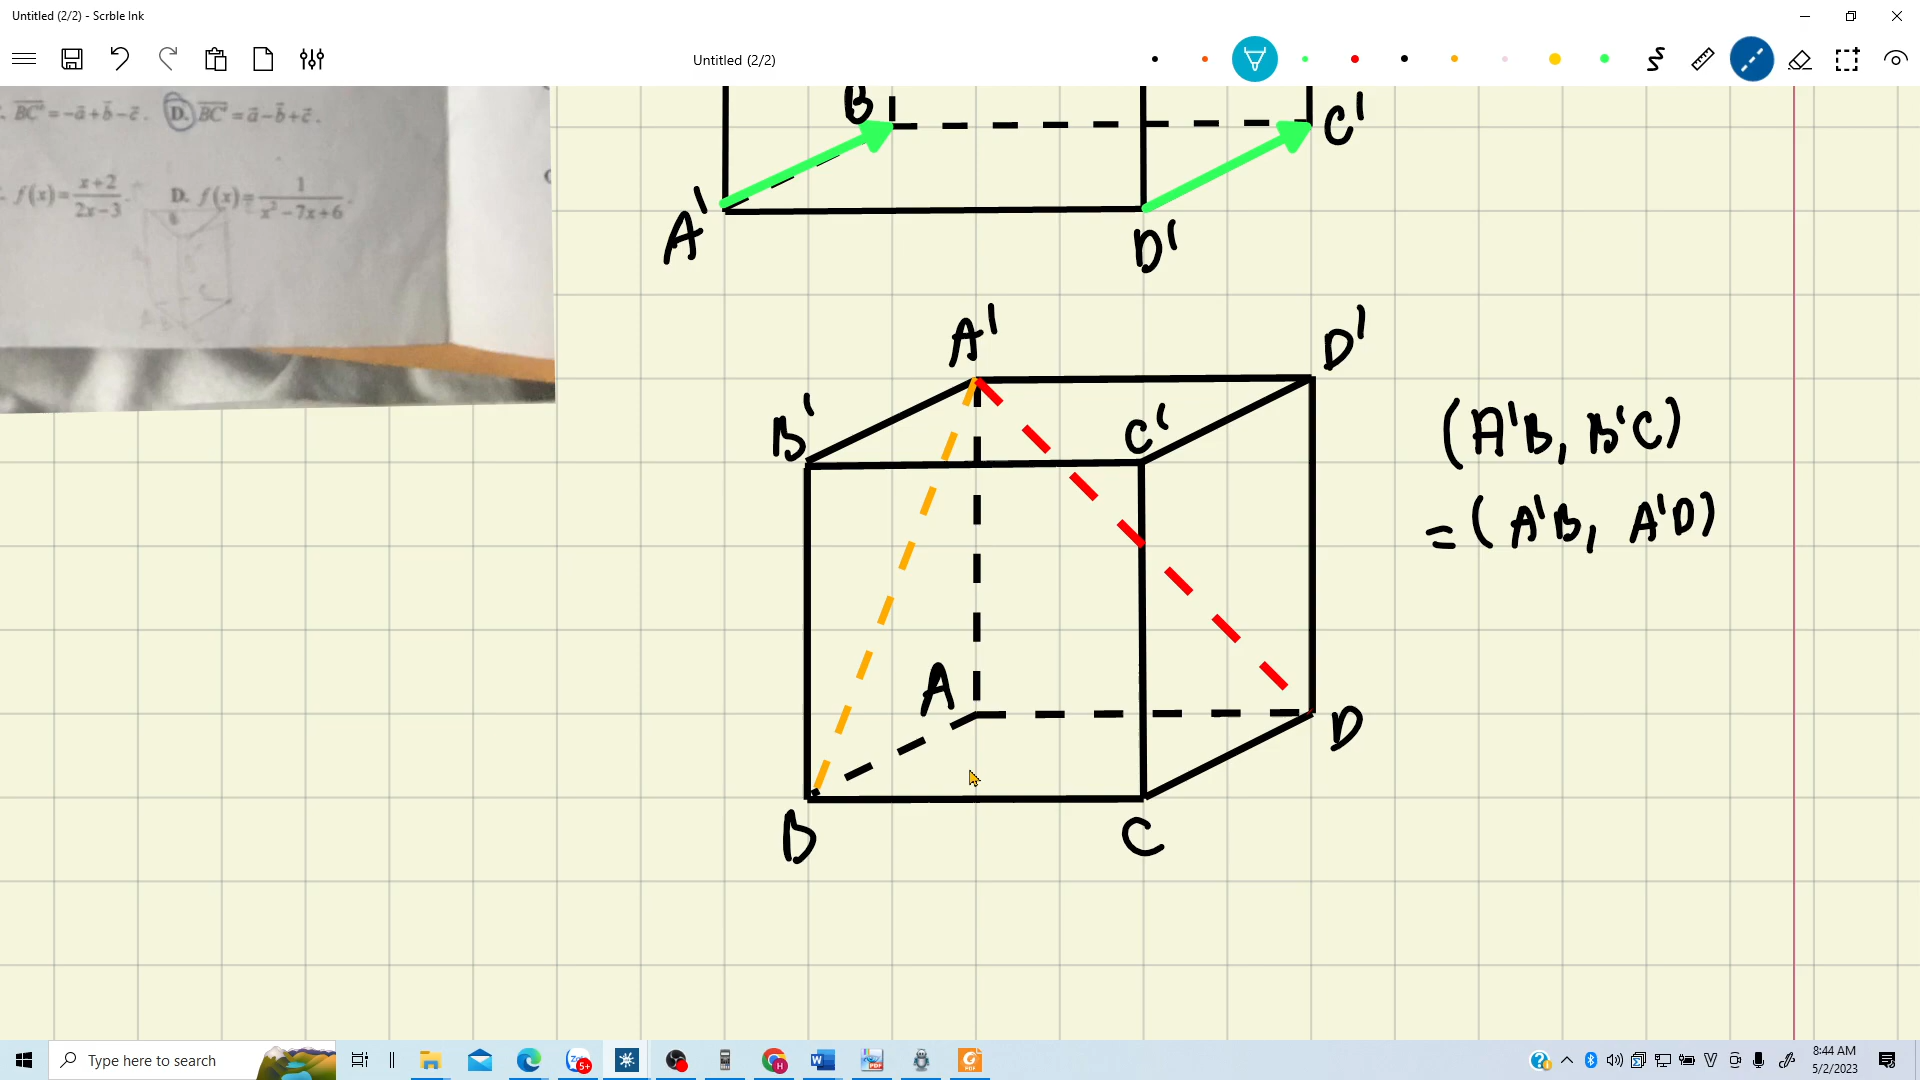 Untitled (2/2) - Scrble Ink
Untitled (2/2)
. BC' = -a + b - c . D. BC' = a - b + c .
. f(x) = x+2 / 2x-3 . D. f(x) = 1 / x² - 7x + 6 .
B'
C'
A'
D'
A'
D'
B'
C'
(A'B, B'C)
= (A'B, A'D)
A
D
B
C
Type here to search
8:44 AM
5/2/2023